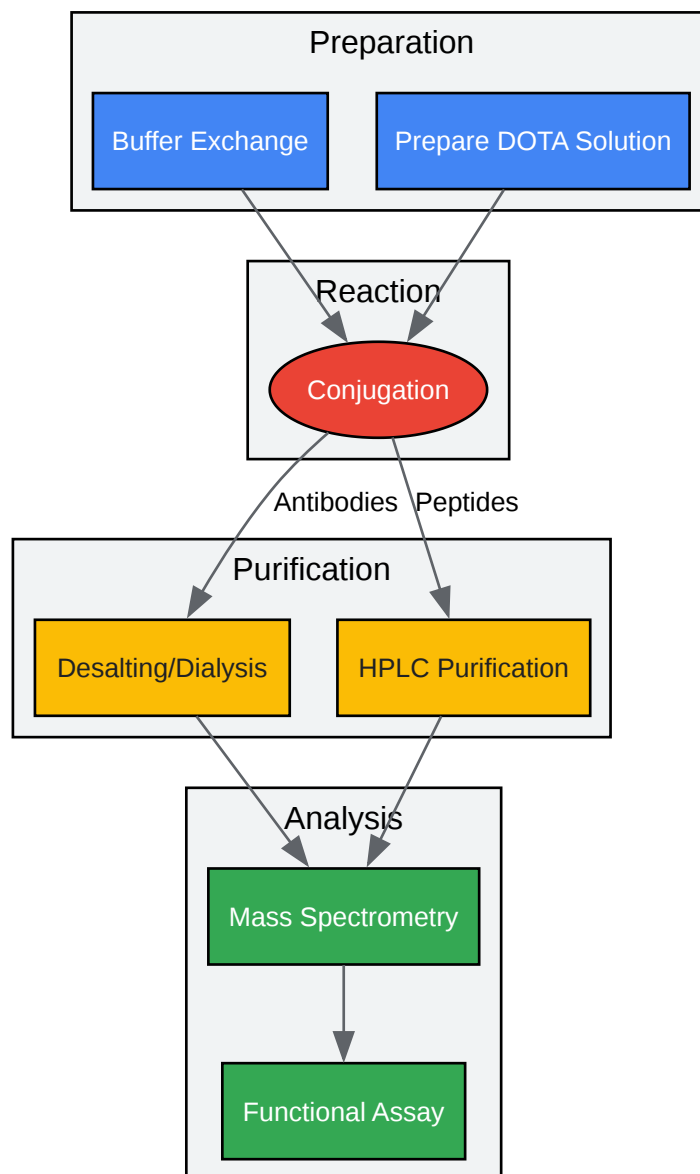 Preparation
Buffer Exchange
Prepare DOTA Solution
Reaction
Conjugation
Antibodies
Peptides
Purification
Desalting/Dialysis
HPLC Purification
Analysis
Mass Spectrometry
Functional Assay